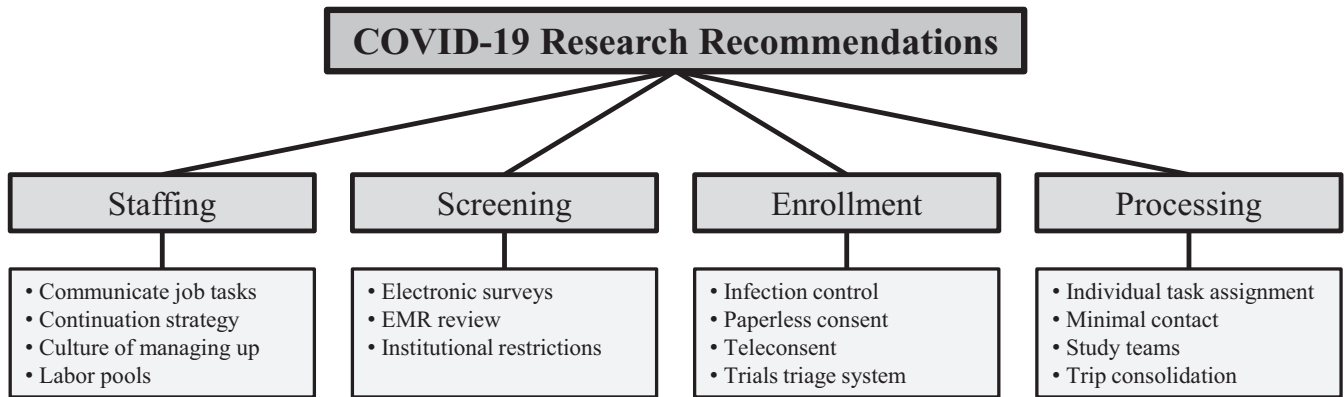 COVID-19 Research Recommendations
Staffing
• Communicate job tasks
• Continuation strategy
• Culture of managing up
• Labor pools
Screening
• Electronic surveys
• EMR review
• Institutional restrictions
Enrollment
• Infection control
• Paperless consent
• Teleconsent
• Trials triage system
Processing
• Individual task assignment
• Minimal contact
• Study teams
• Trip consolidation